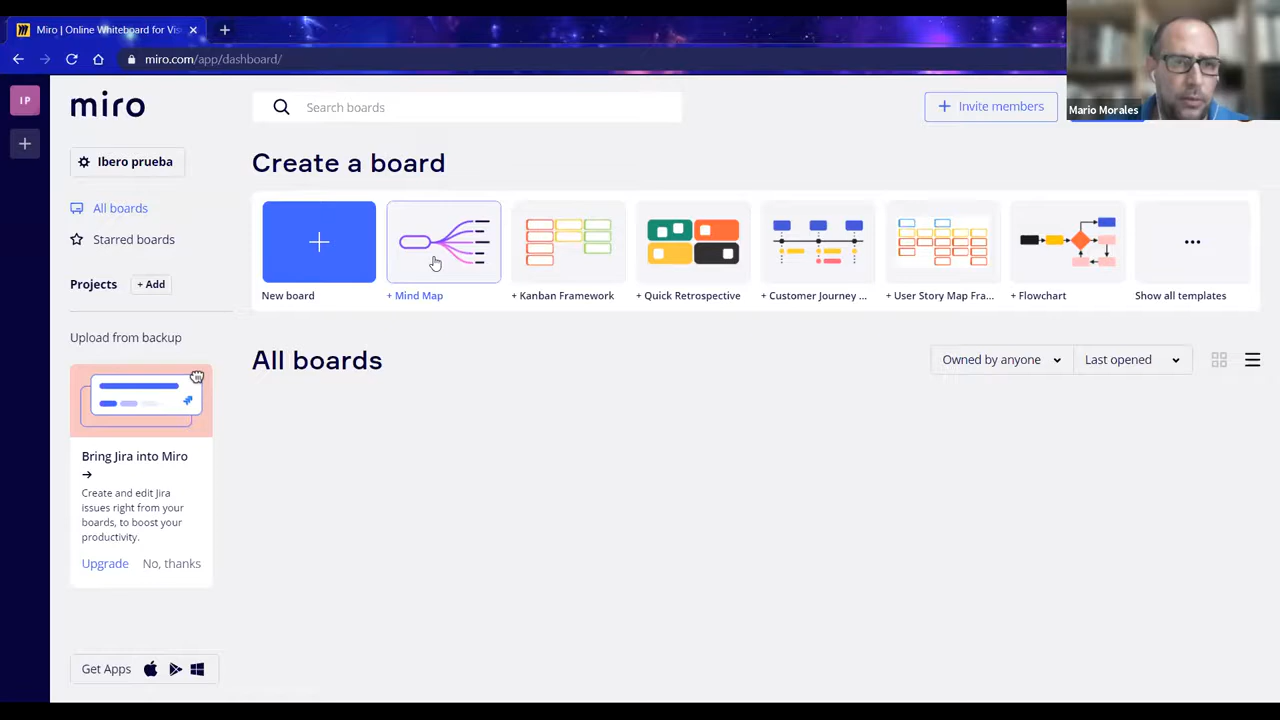 Miro | Online Whiteboard for Vis
miro.com/app/dashboard/
Mario Morales
IP
miro
Search boards
Invite members
Ibero prueba
All boards
Starred boards
Projects
+ Add
Upload from backup
Bring Jira into Miro
→
Create and edit Jira
issues right from your
boards, to boost your
productivity.
Upgrade No, thanks
Get Apps
Create a board
New board
+ Mind Map
+ Kanban Framework
+ Quick Retrospective
+ Customer Journey ...
+ User Story Map Fra...
+ Flowchart
Show all templates
All boards
Owned by anyone
Last opened